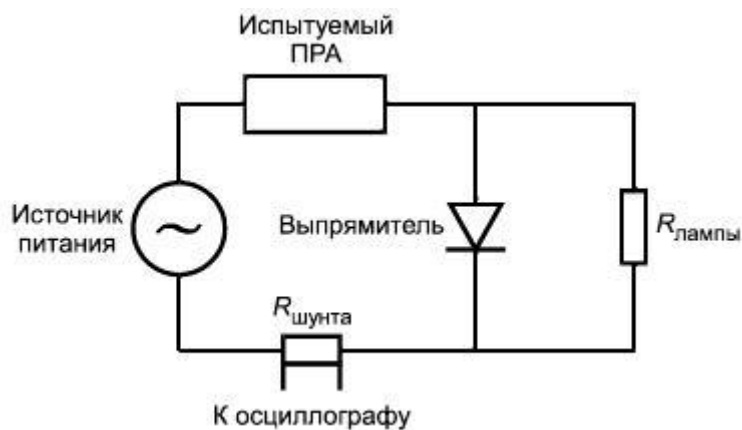 Испытуемый
ПРА
Источник
питания
Выпрямитель
Rлампы
Rшунта
К осциллографу